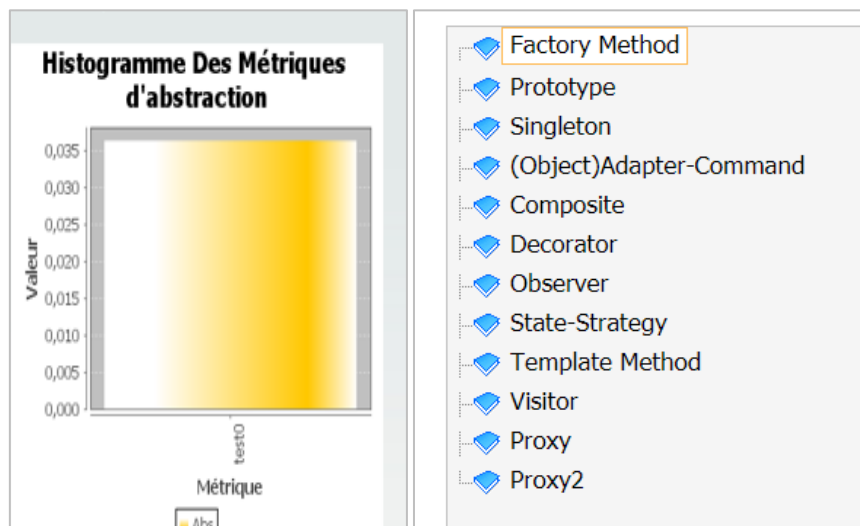 Histogramme Des Métriques
d'abstraction
0,035
0,030
0,025
0,020
0,015
0,010
0,005
0,000
Valeur
test0
Métrique
Abs
Factory Method
Prototype
Singleton
(Object)Adapter-Command
Composite
Decorator
Observer
State-Strategy
Template Method
Visitor
Proxy
Proxy2